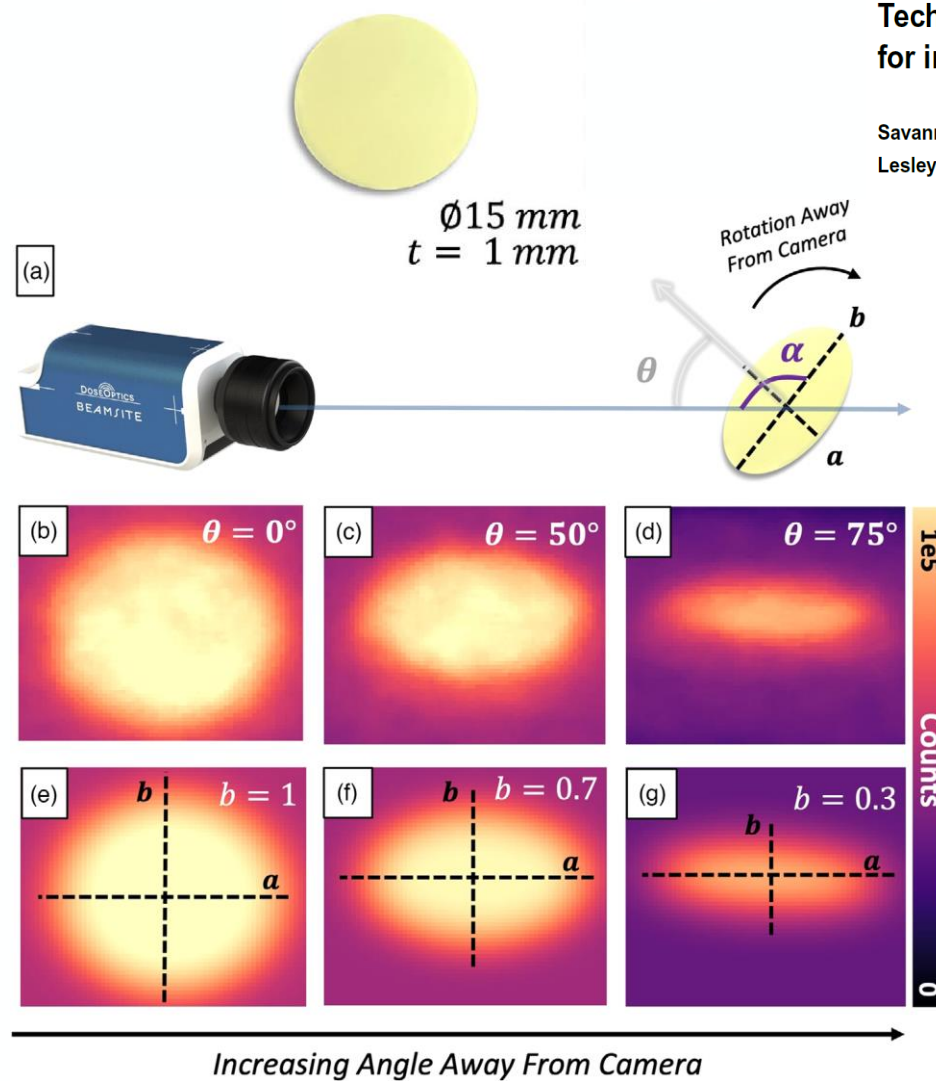 Tech
for i
Savann
Lesley
Ø15 mm
t = 1 mm
(a)
Rotation Away
From Camera
θ
α
b
a
DOSEOPTICS
BEAMSITE
(b)
θ = 0°
(c)
θ = 50°
(d)
θ = 75°
1e5
Counts
0
(e)
b
b = 1
a
(f)
b
b = 0.7
a
(g)
b = 0.3
b
a
Increasing Angle Away From Camera